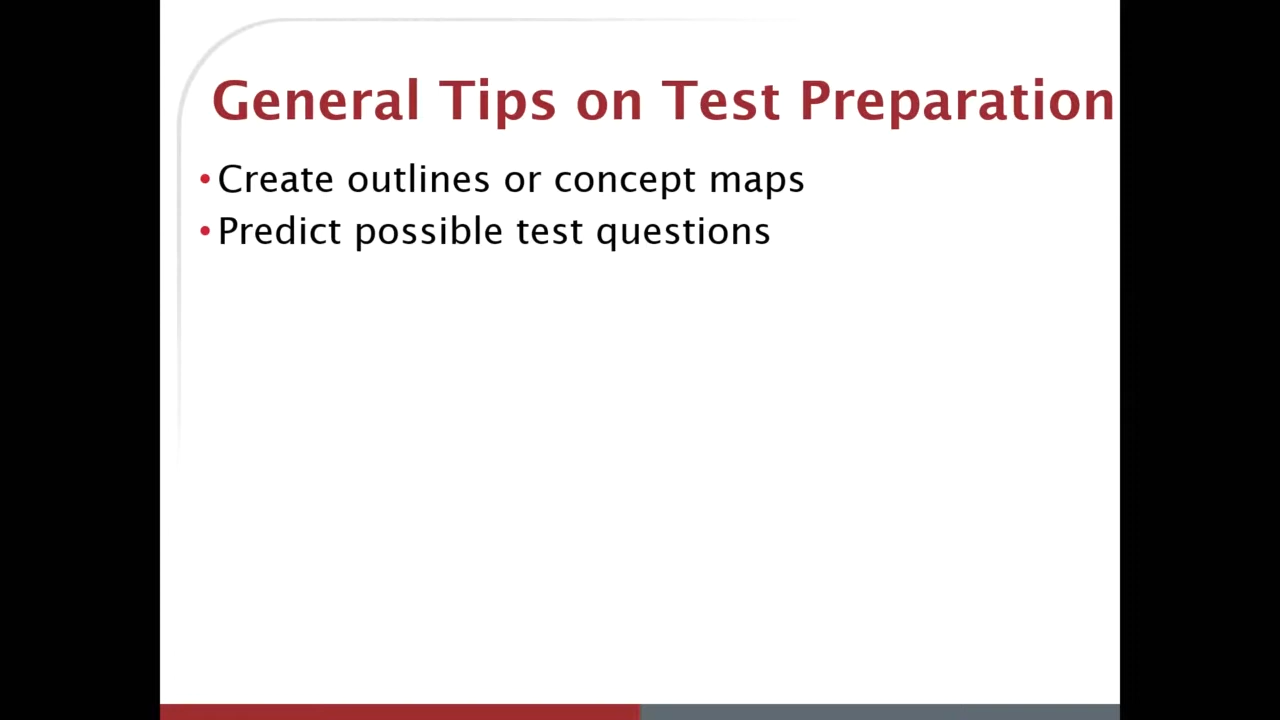 General Tips on Test Preparation
• Create outlines or concept maps
• Predict possible test questions